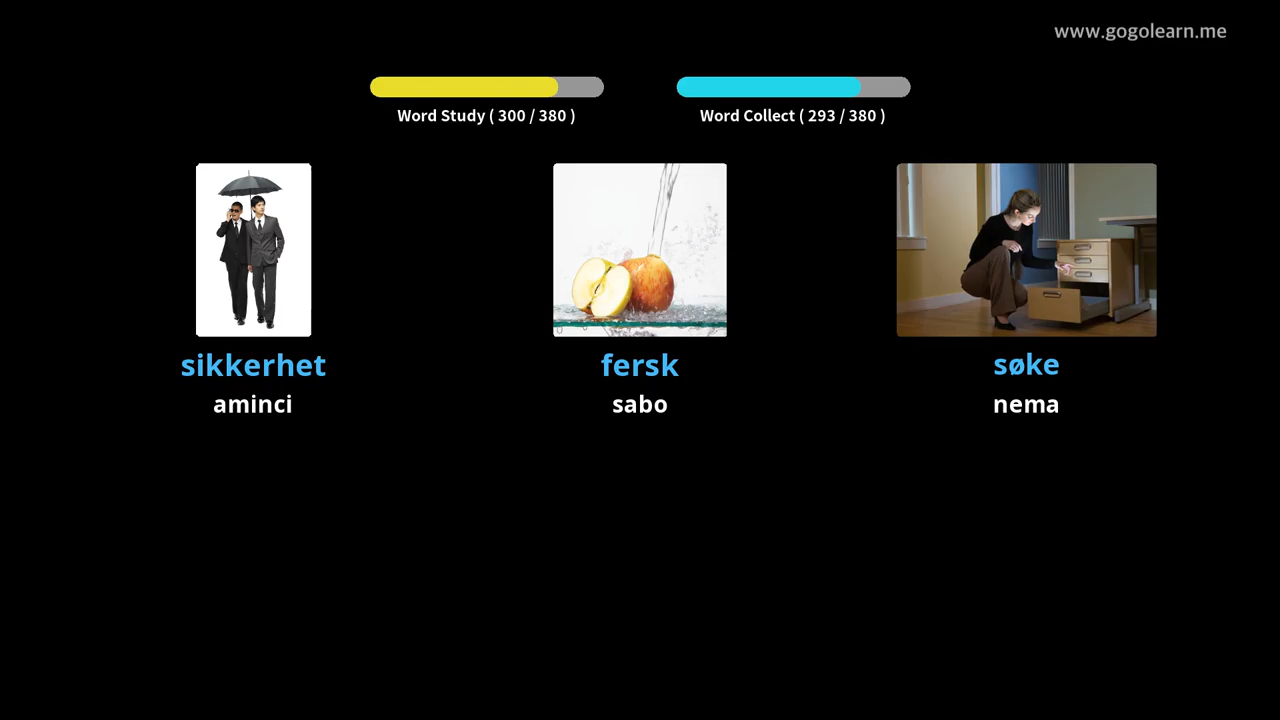 www.gogolearn.me
Word Study ( 300 / 380 )
Word Collect ( 293 / 380 )
sikkerhet
aminci
fersk
sabo
søke
nema